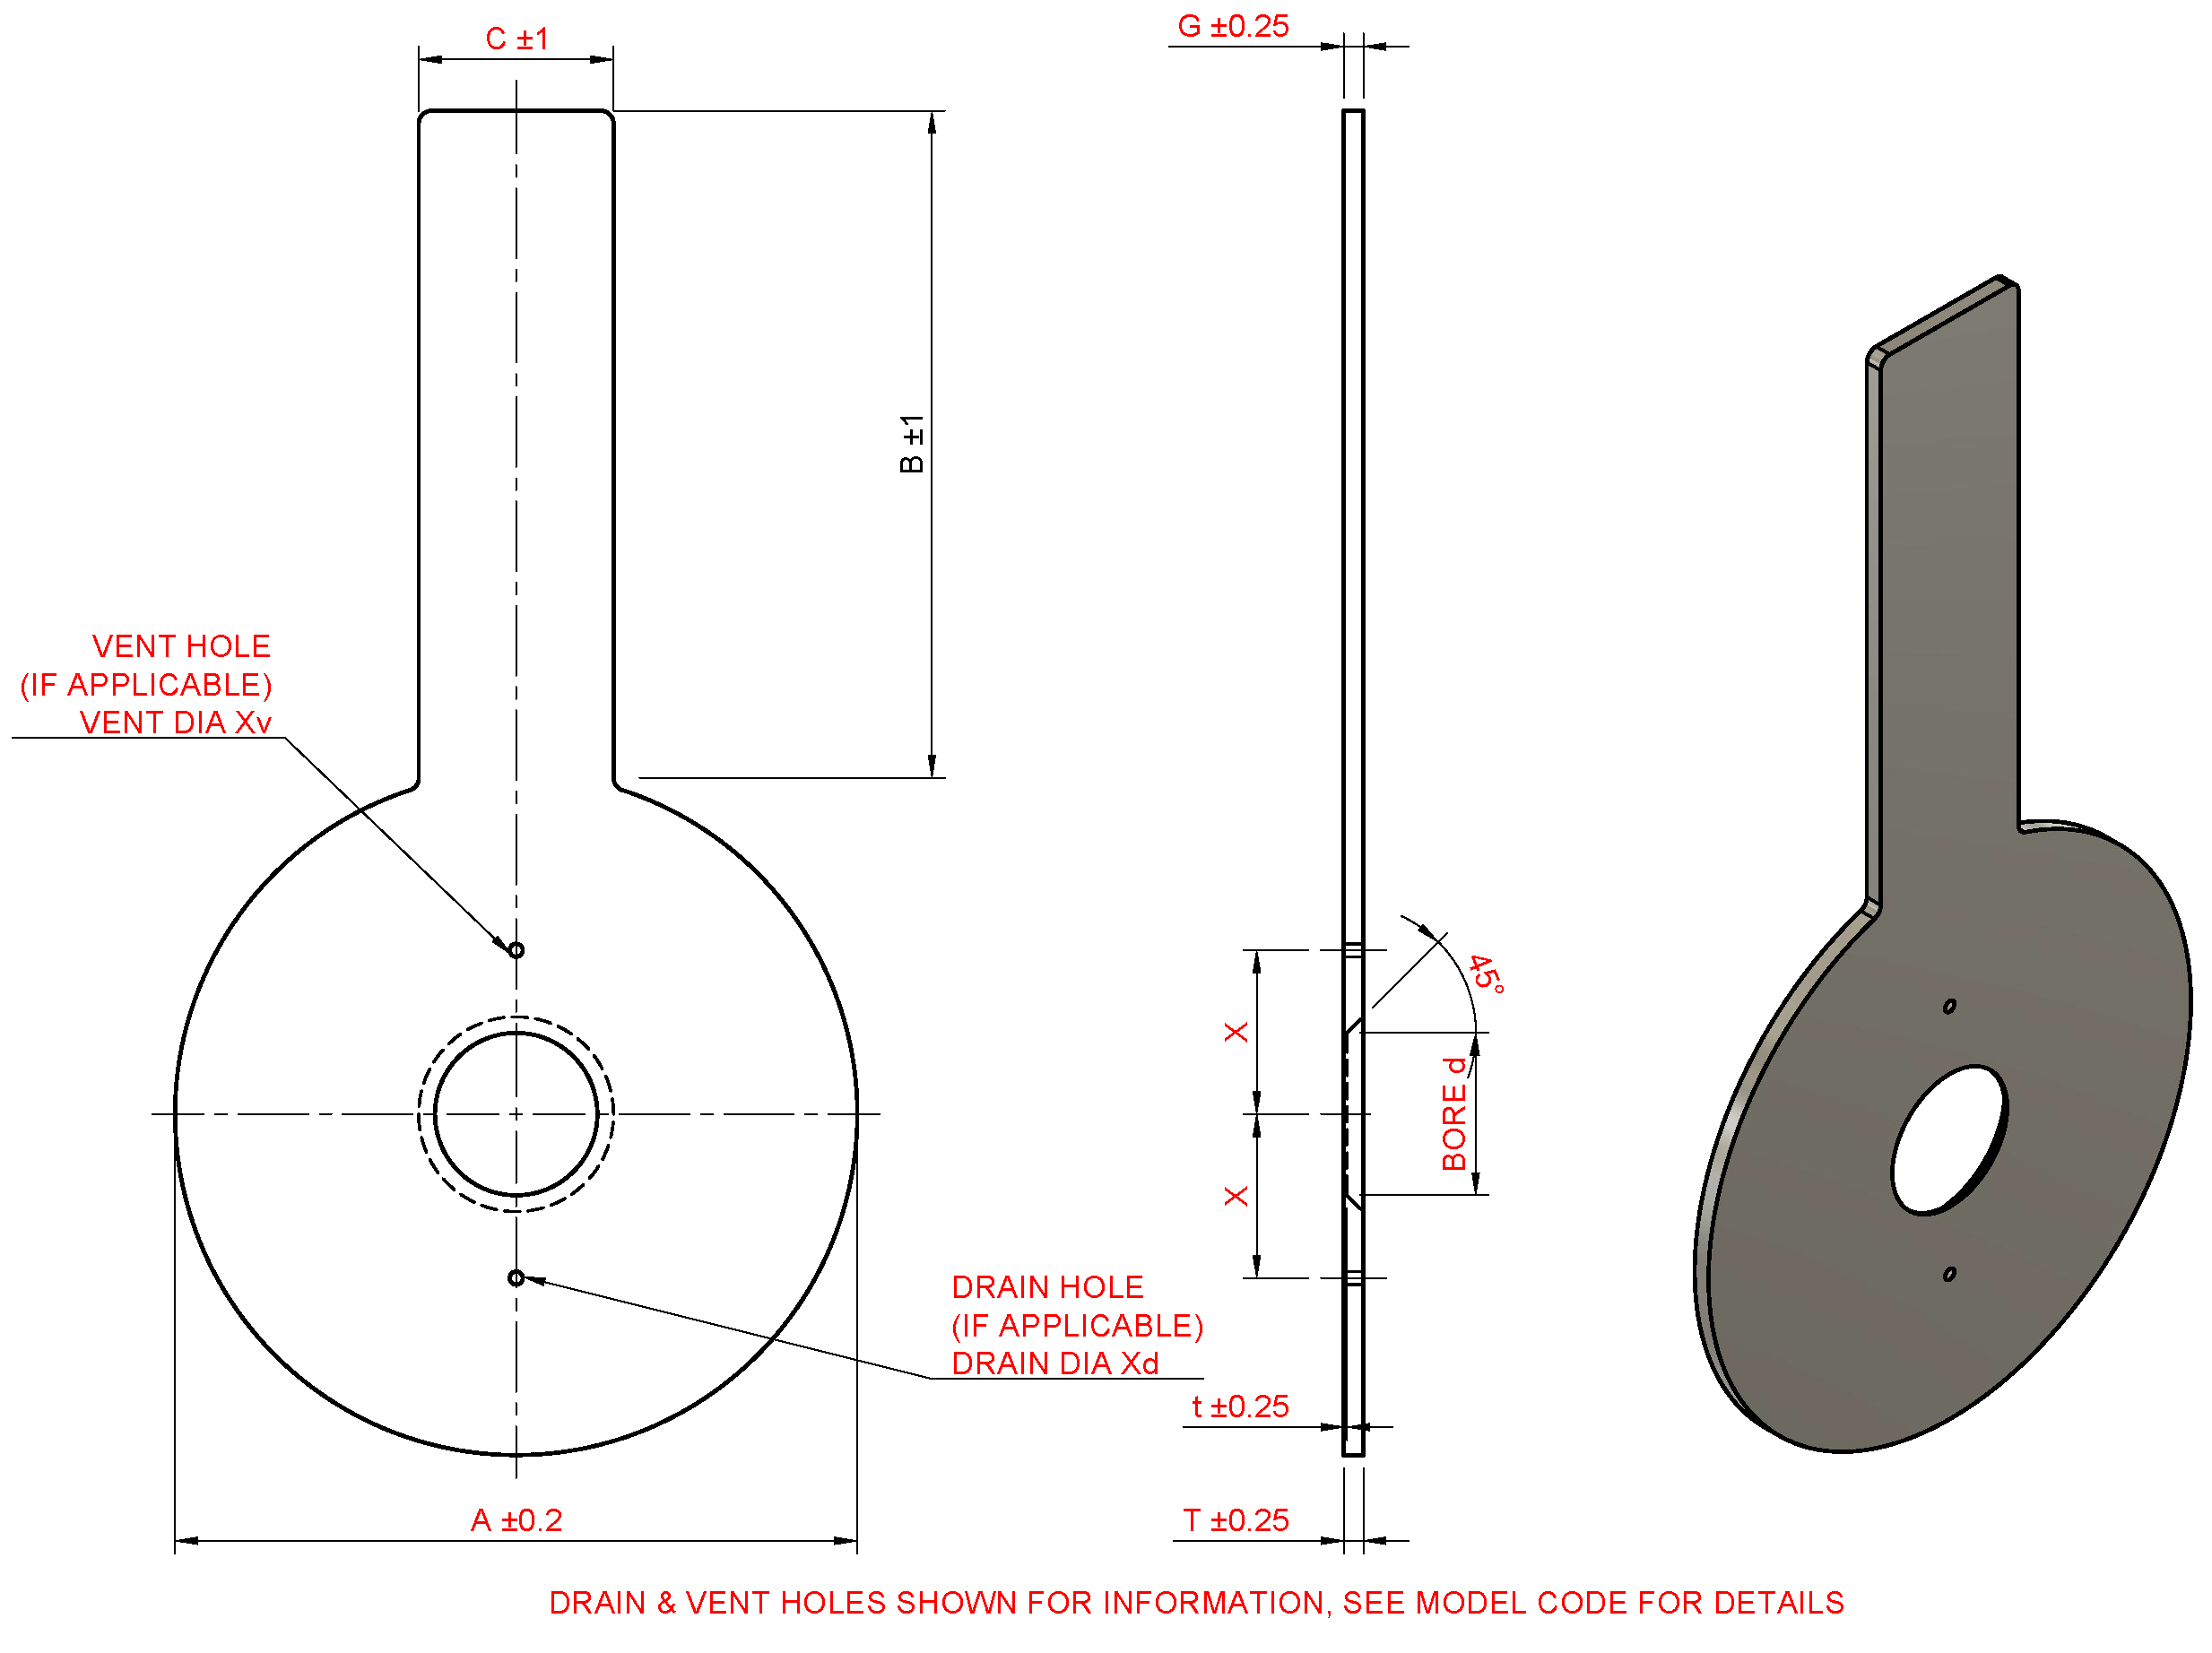 C ±1
G ±0.25
B ±1
VENT HOLE
(IF APPLICABLE)
VENT DIA Xv
45°
X
BORE d
X
DRAIN HOLE
(IF APPLICABLE)
DRAIN DIA Xd
t ±0.25
A ±0.2
T ±0.25
DRAIN & VENT HOLES SHOWN FOR INFORMATION, SEE MODEL CODE FOR DETAILS